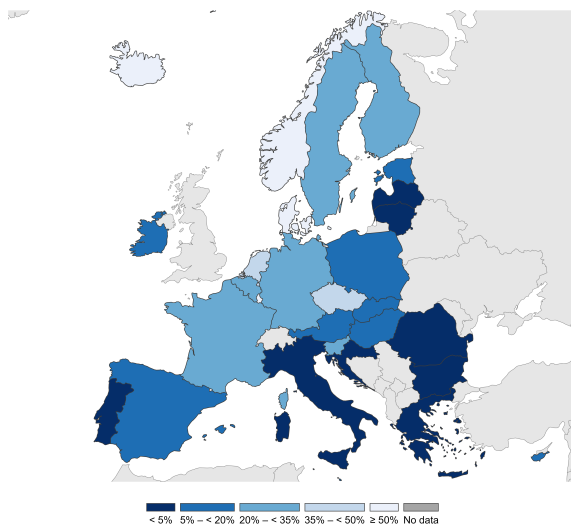 < 5% 5% – < 20% 20% – < 35% 35% – < 50% ≥ 50% No data